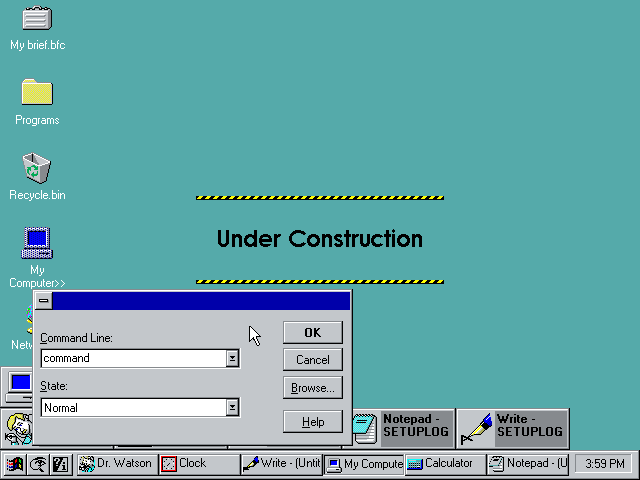 My brief.bfc
Programs
Recycle.bin
My
Computer>>
Under Construction
Command Line:
command
State:
Normal
OK
Cancel
Browse...
Help
Notepad -
SETUPLOG
Write -
SETUPLOG
Dr. Watson
Clock
Write - (Untit
My Compute
Calculator
Notepad - (U
3:59 PM